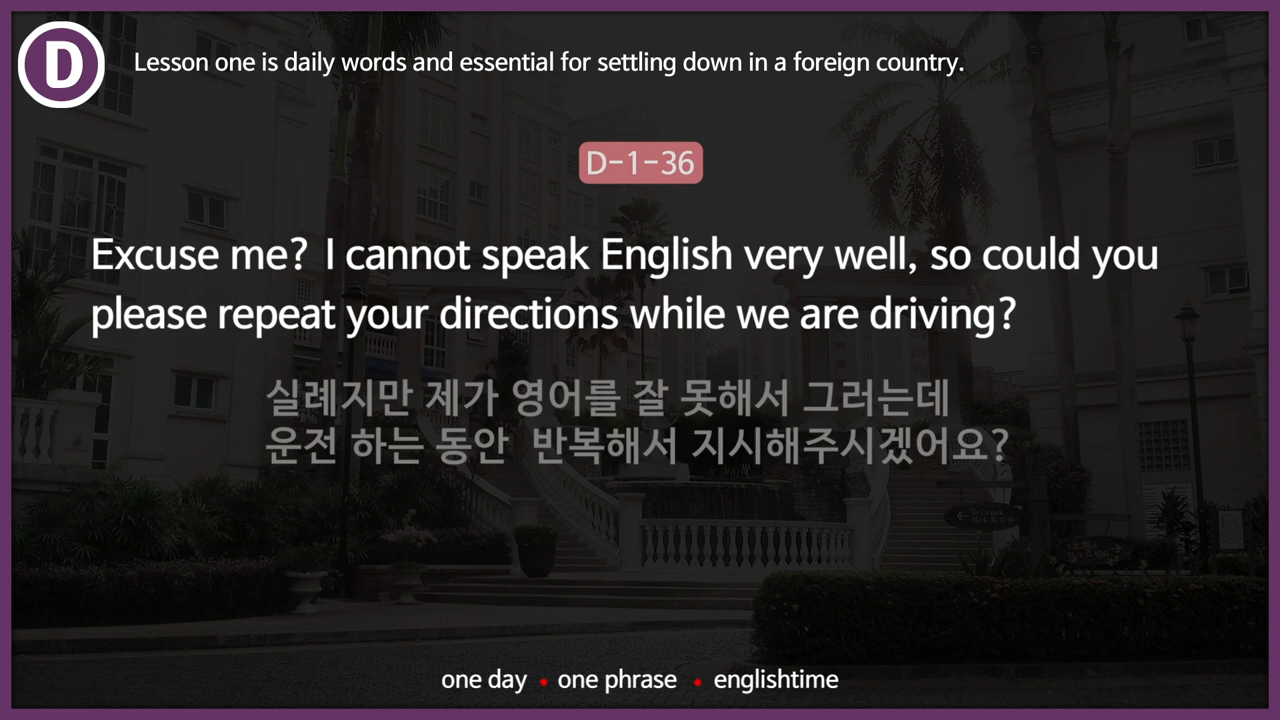 D
Lesson one is daily words and essential for settling down in a foreign country.
D-1-36
Excuse me? I cannot speak English very well, so could you
please repeat your directions while we are driving?
실례지만 제가 영어를 잘 못해서 그러는데
운전 하는 동안 반복해서 지시해주시겠어요?
To Carpark
one day • one phrase • englishtime